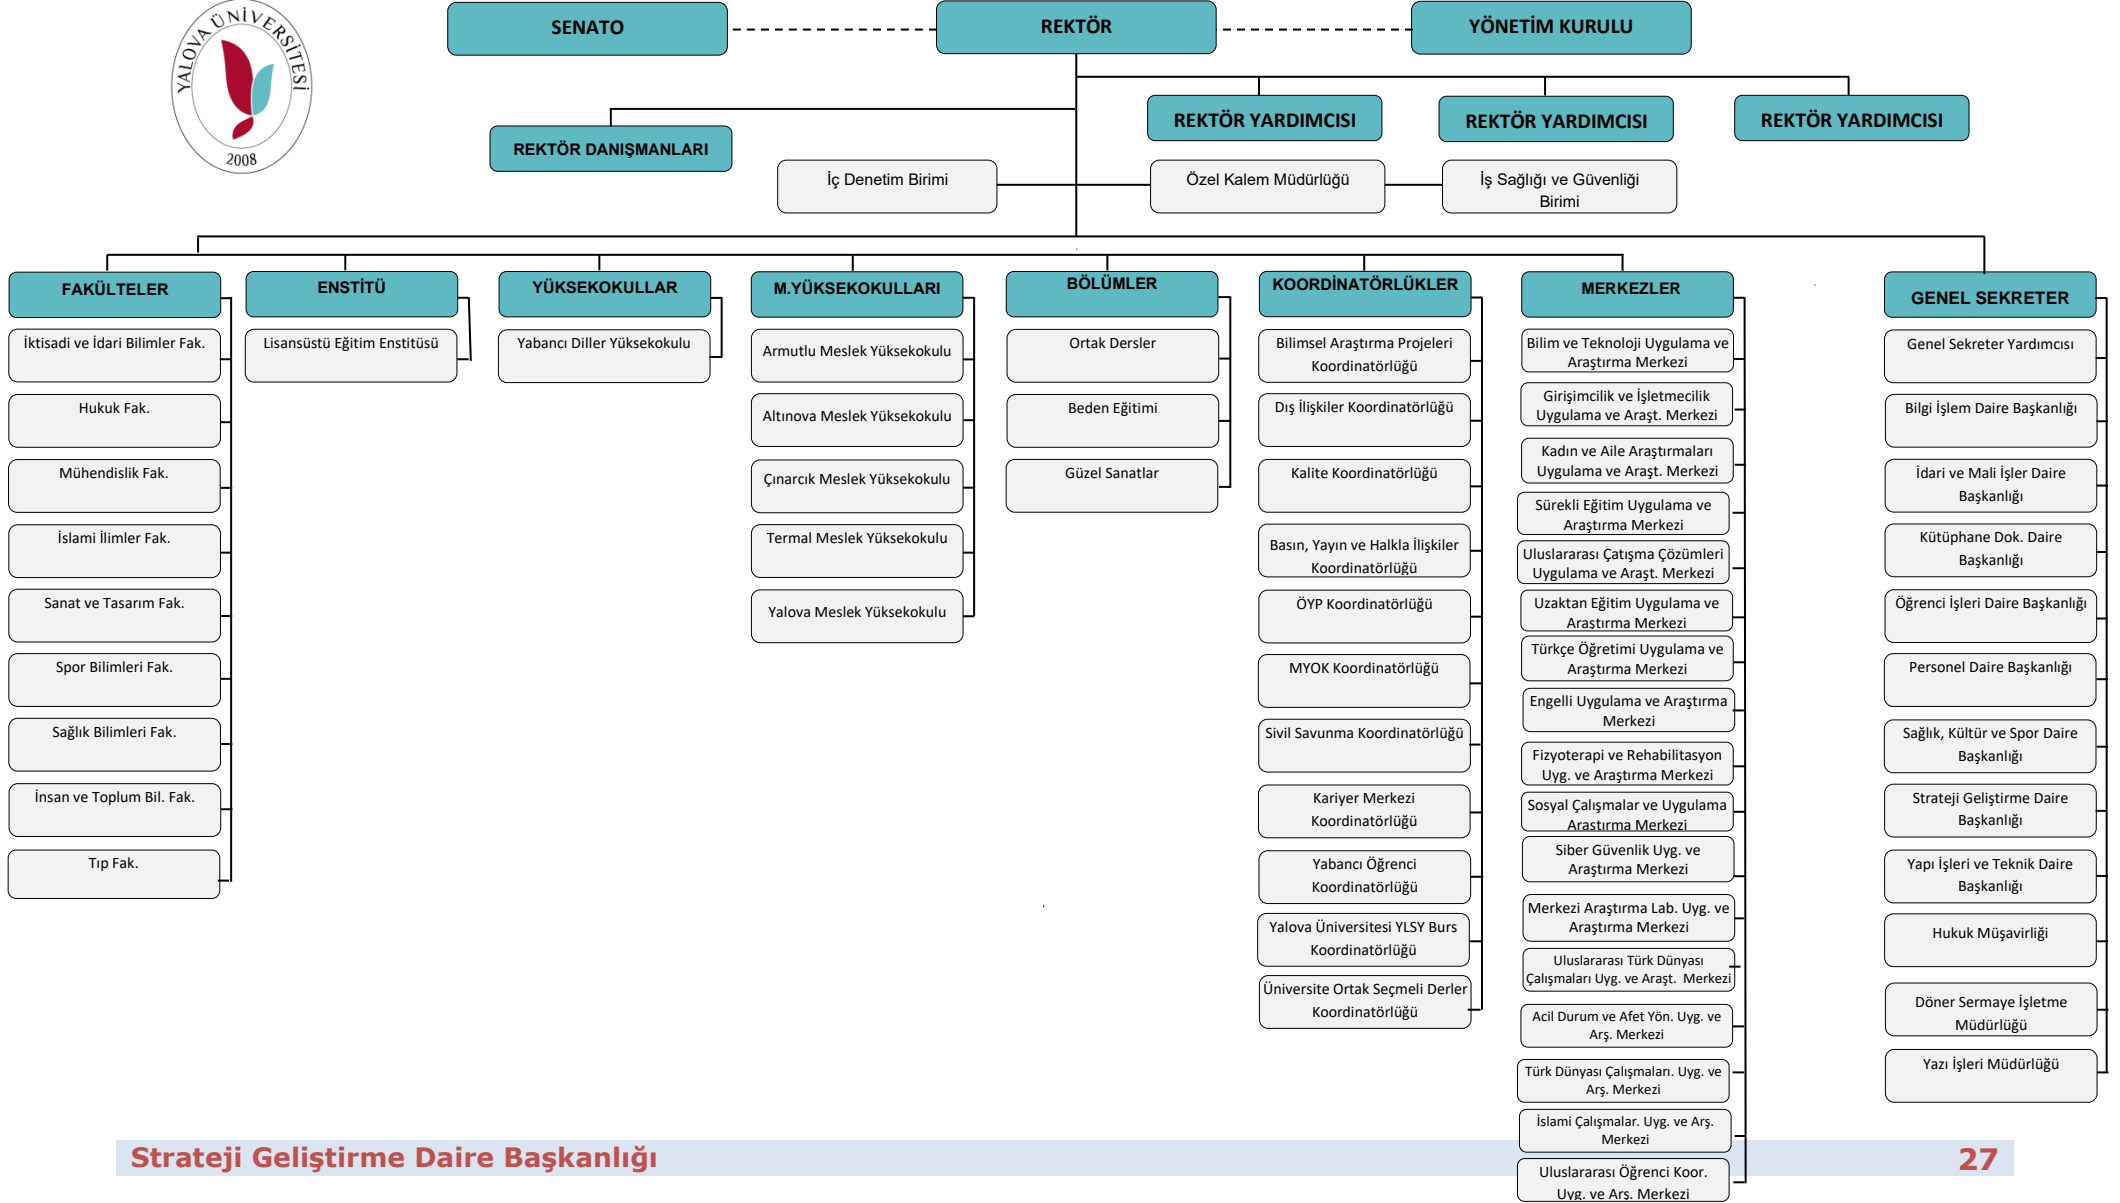 YALOVA ÜNİVERSİTESİ
2008
SENATO
REKTÖR
YÖNETİM KURULU
REKTÖR DANIŞMANLARI
REKTÖR YARDIMCISI
REKTÖR YARDIMCISI
REKTÖR YARDIMCISI
İç Denetim Birimi
Özel Kalem Müdürlüğü
İş Sağlığı ve Güvenliği
Birimi
FAKÜLTELER
İktisadi ve İdari Bilimler Fak.
Hukuk Fak.
Mühendislik Fak.
İslami İlimler Fak.
Sanat ve Tasarım Fak.
Spor Bilimleri Fak.
Sağlık Bilimleri Fak.
İnsan ve Toplum Bil. Fak.
Tıp Fak.
ENSTİTÜ
Lisansüstü Eğitim Enstitüsü
YÜKSEKOKULLAR
Yabancı Diller Yüksekokulu
M.YÜKSEKOKULLARI
Armutlu Meslek Yüksekokulu
Altınova Meslek Yüksekokulu
Çınarcık Meslek Yüksekokulu
Termal Meslek Yüksekokulu
Yalova Meslek Yüksekokulu
BÖLÜMLER
Ortak Dersler
Beden Eğitimi
Güzel Sanatlar
KOORDİNATÖRLÜKLER
Bilimsel Araştırma Projeleri
Koordinatörlüğü
Dış İlişkiler Koordinatörlüğü
Kalite Koordinatörlüğü
Basın, Yayın ve Halkla İlişkiler
Koordinatörlüğü
ÖYP Koordinatörlüğü
MYOK Koordinatörlüğü
Sivil Savunma Koordinatörlüğü
Kariyer Merkezi
Koordinatörlüğü
Yabancı Öğrenci
Koordinatörlüğü
Yalova Üniversitesi YLSY Burs
Koordinatörlüğü
Üniversite Ortak Seçmeli Derler
Koordinatörlüğü
MERKEZLER
Bilim ve Teknoloji Uygulama ve
Araştırma Merkezi
Girişimcilik ve İşletmecilik
Uygulama ve Araşt. Merkezi
Kadın ve Aile Araştırmaları
Uygulama ve Araşt. Merkezi
Sürekli Eğitim Uygulama ve
Araştırma Merkezi
Uluslararası Çatışma Çözümleri
Uygulama ve Araşt. Merkezi
Uzaktan Eğitim Uygulama ve
Araştırma Merkezi
Türkçe Öğretimi Uygulama ve
Araştırma Merkezi
Engelli Uygulama ve Araştırma
Merkezi
Fizyoterapi ve Rehabilitasyon
Uyg. ve Araştırma Merkezi
Sosyal Çalışmalar ve Uygulama
Araştırma Merkezi
Siber Güvenlik Uyg. ve
Araştırma Merkezi
Merkezi Araştırma Lab. Uyg. ve
Araştırma Merkezi
Uluslararası Türk Dünyası
Çalışmaları Uyg. ve Araşt. Merkezi
Acil Durum ve Afet Yön. Uyg. ve
Arş. Merkezi
Türk Dünyası Çalışmaları. Uyg. ve
Arş. Merkezi
İslami Çalışmalar. Uyg. ve Arş.
Merkezi
Uluslararası Öğrenci Koor.
Uyg. ve Arş. Merkezi
GENEL SEKRETER
Genel Sekreter Yardımcısı
Bilgi İşlem Daire Başkanlığı
İdari ve Mali İşler Daire
Başkanlığı
Kütüphane Dok. Daire
Başkanlığı
Öğrenci İşleri Daire Başkanlığı
Personel Daire Başkanlığı
Sağlık, Kültür ve Spor Daire
Başkanlığı
Strateji Geliştirme Daire
Başkanlığı
Yapı İşleri ve Teknik Daire
Başkanlığı
Hukuk Müşavirliği
Döner Sermaye İşletme
Müdürlüğü
Yazı İşleri Müdürlüğü
Strateji Geliştirme Daire Başkanlığı
27